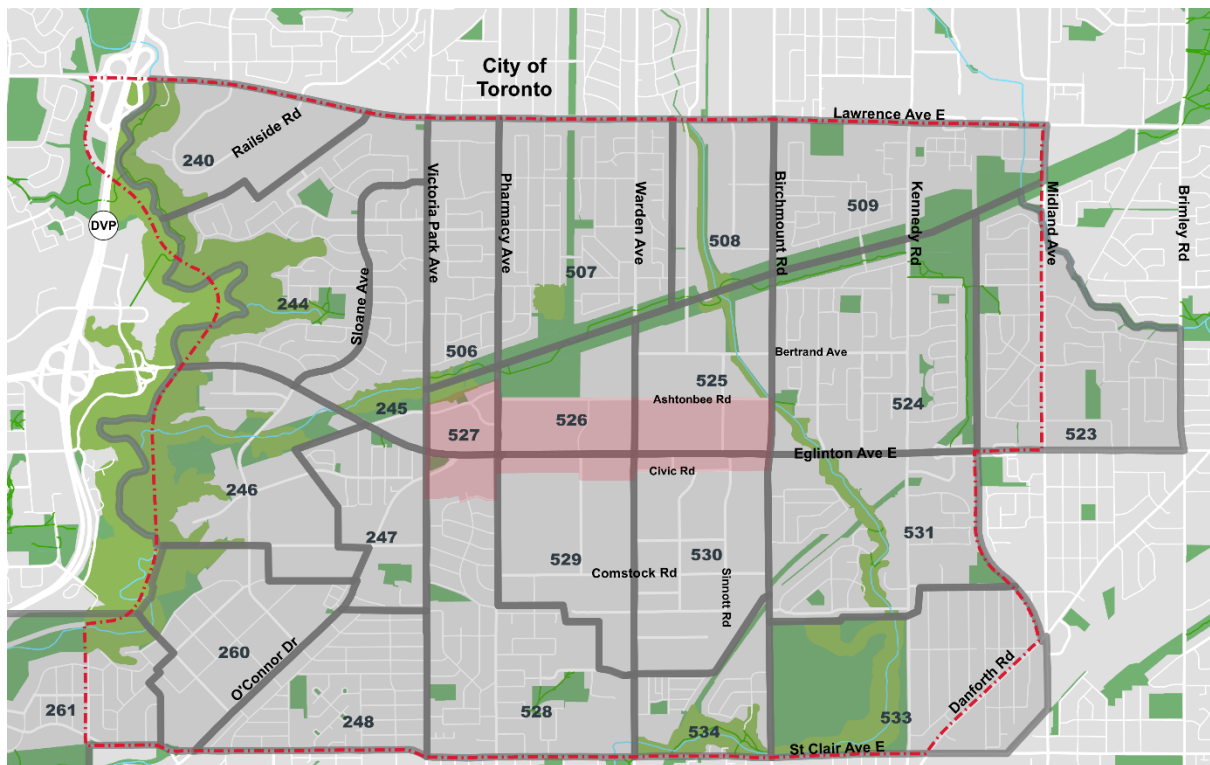 City of
Toronto
Lawrence Ave E
Railside Rd
240
DVP
Victoria Park Ave
Pharmacy Ave
Warden Ave
Birchmount Rd
Kennedy Rd
Midland Ave
Brimley Rd
509
508
507
244
Sloane Ave
506
Bertrand Ave
525
Ashtonbee Rd
245
524
526
527
523
Eglinton Ave E
Civic Rd
246
247
531
529
530
Comstock Rd
Sinnott Rd
260
O'Connor Dr
Danforth Rd
261
248
528
534
533
St Clair Ave E